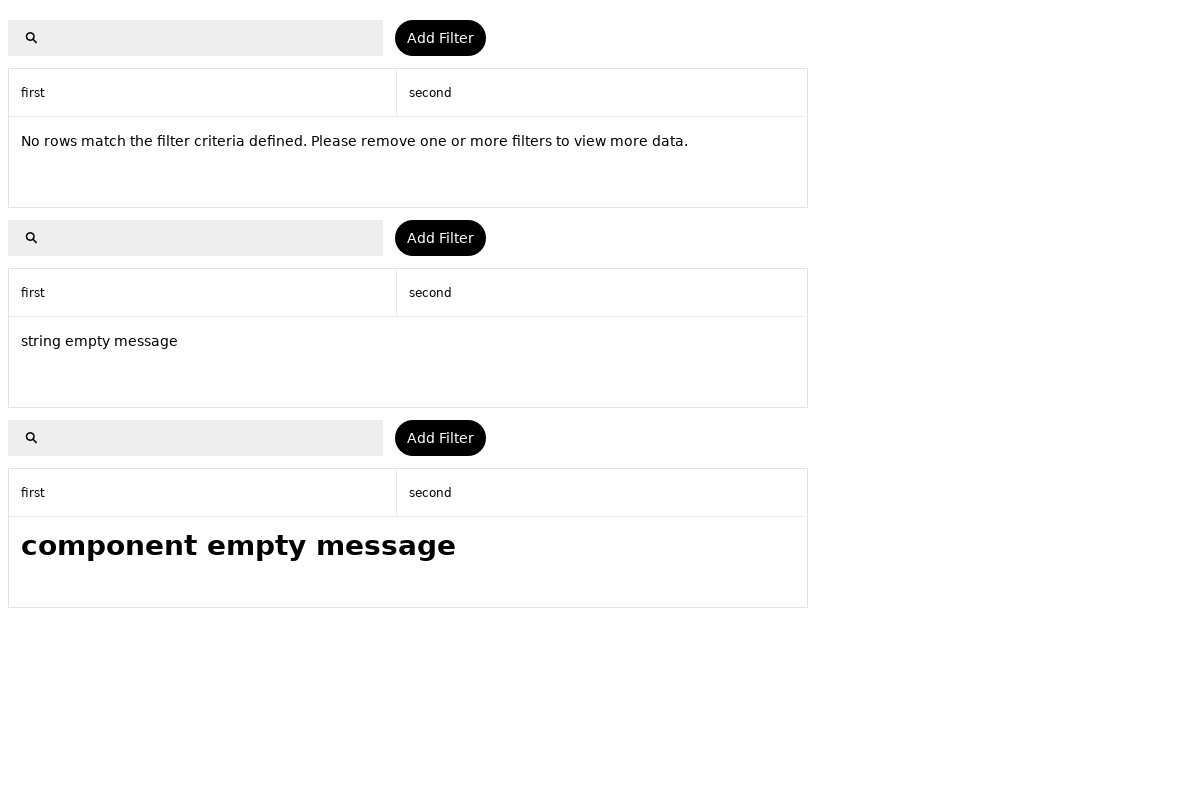 Add Filter
first second
No rows match the filter criteria defined. Please remove one or more filters to view more data.
Add Filter
first second
string empty message
Add Filter
first second
component empty message